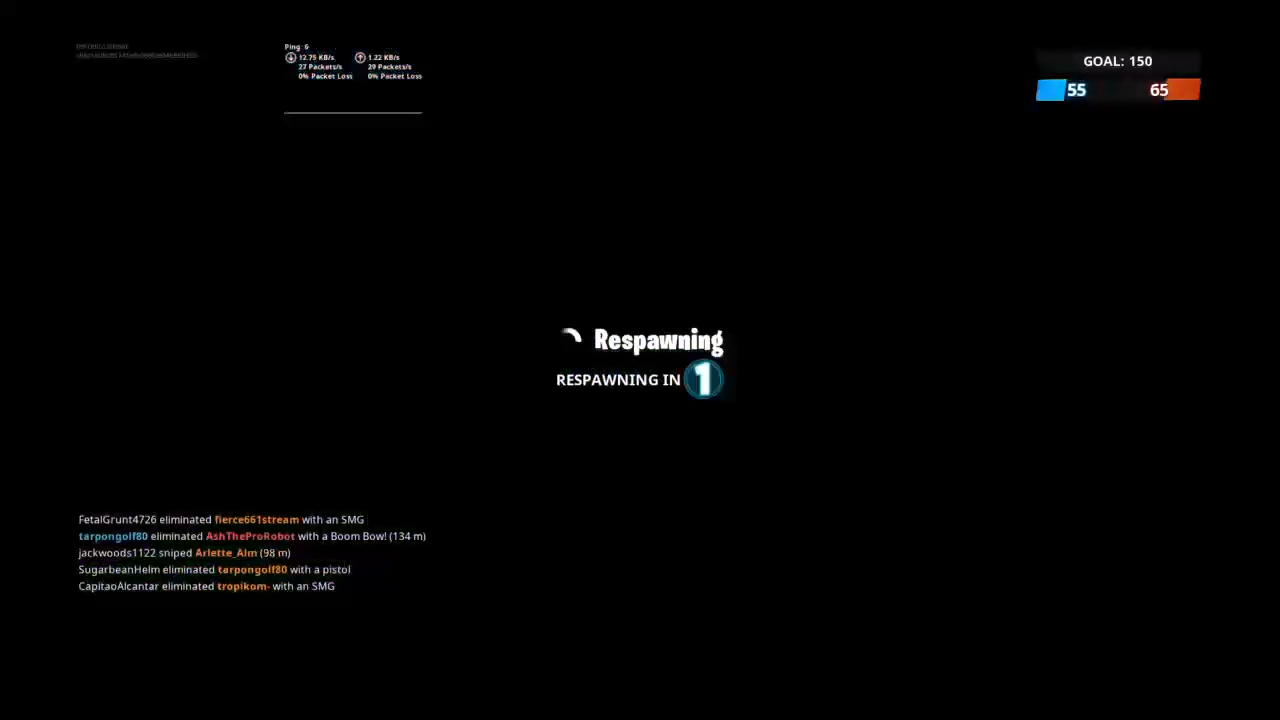 Ping: 6
12.75 KB/s 1.22 KB/s
27 Packets/s 29 Packets/s
0% Packet Loss 0% Packet Loss
GOAL: 150
55 65
Respawning
RESPAWNING IN 1
FetalGrunt4726 eliminated fierce661stream with an SMG
tarpongolf80 eliminated AshTheProRobot with a Boom Bow! (134 m)
jackwoods1122 sniped Arlette_Alm (98 m)
SugarbeanHelm eliminated tarpongolf80 with a pistol
CapitaoAlcantar eliminated tropikom- with an SMG